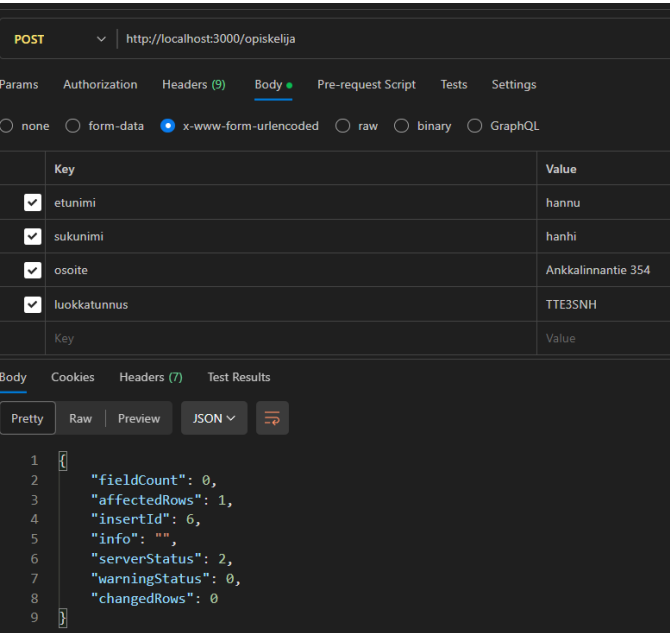 POST http://localhost:3000/opiskelija
Params Authorization Headers (9) Body Pre-request Script Tests Settings
none form-data x-www-form-urlencoded raw binary GraphQL
Key Value
etunimi hannu
sukunimi hanhi
osoite Ankkalinnantie 354
luokkatunnus TTE3SNH
Key Value
Body Cookies Headers (7) Test Results
Pretty Raw Preview JSON
1 {
2 "fieldCount": 0,
3 "affectedRows": 1,
4 "insertId": 6,
5 "info": "",
6 "serverStatus": 2,
7 "warningStatus": 0,
8 "changedRows": 0
9 }